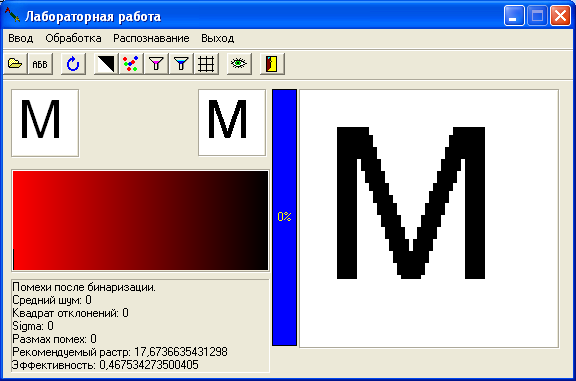 Лабораторная работа
Ввод Обработка Распознавание Выход
АБВ
М М
0%
М
Помехи после бинаризации.
Средний шум: 0
Квадрат отклонений: 0
Sigma: 0
Размах помех: 0
Рекомендуемый растр: 17,6736635431298
Эффективность: 0,467534273500405